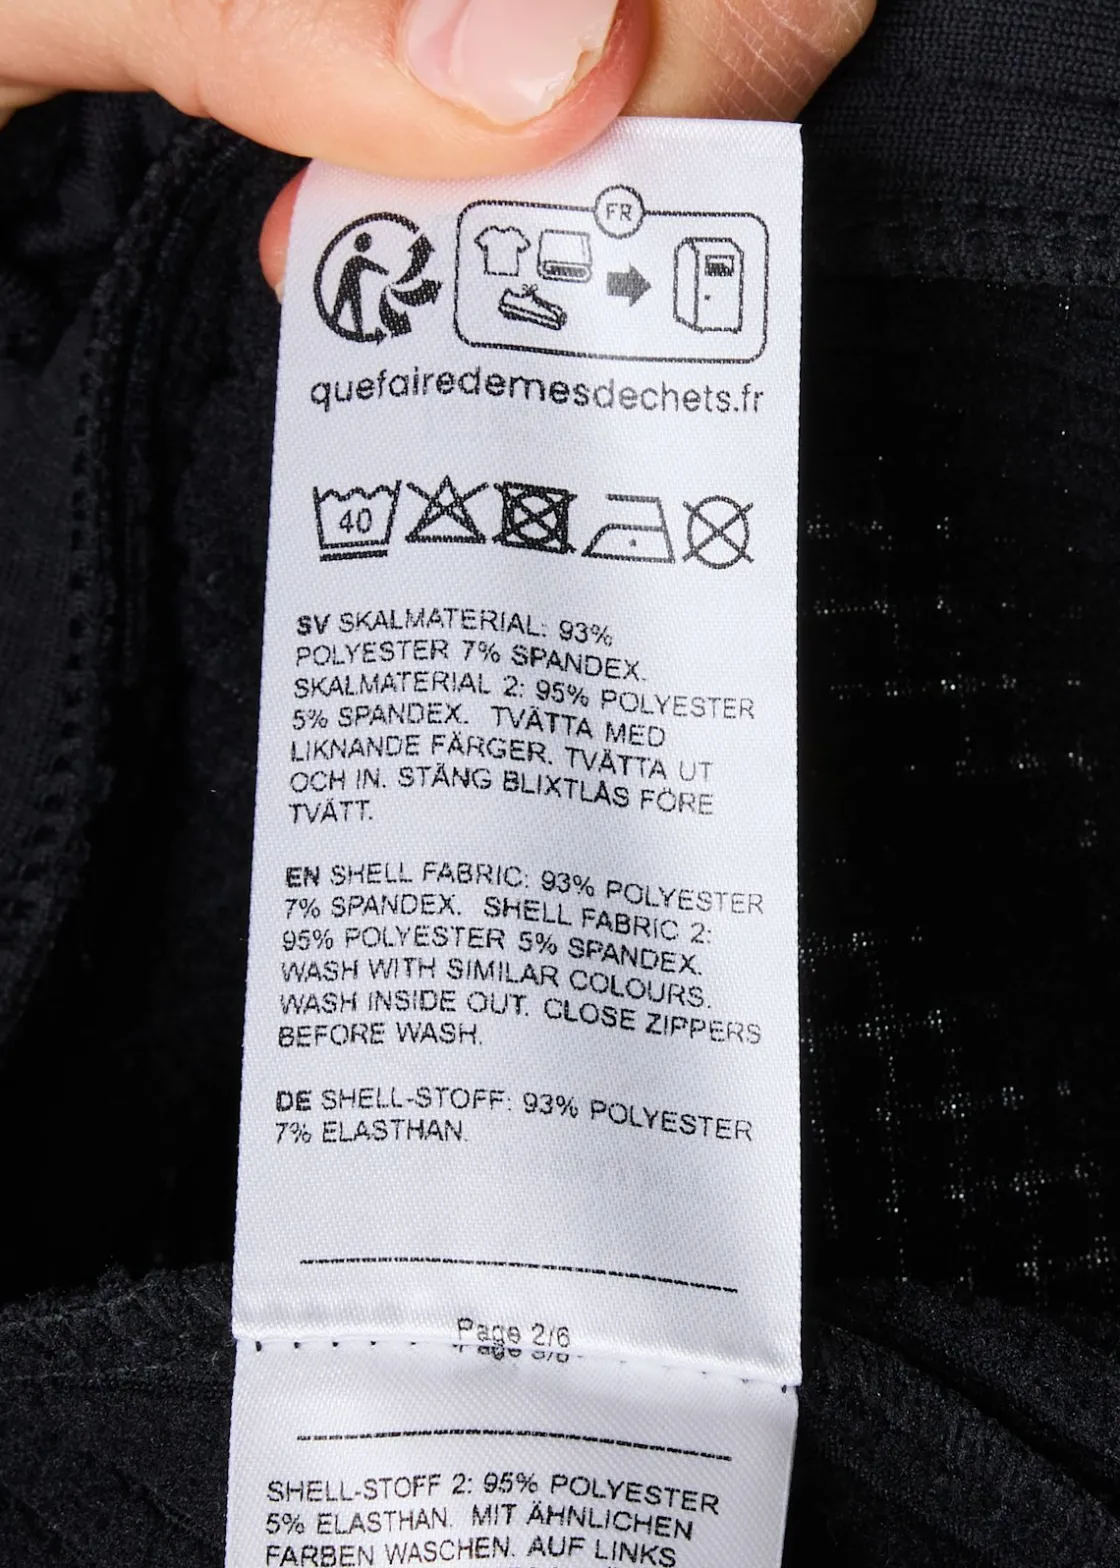 FR
quefairedemesdechets.fr
40
SV SKALMATERIAL: 93%
POLYESTER 7% SPANDEX.
SKALMATERIAL 2: 95% POLYESTER
5% SPANDEX. TVÄTTA MED
LIKNANDE FÄRGER. TVÄTTA UT
OCH IN. STÄNG BLIXTLÅS FÖRE
TVÄTT.
EN SHELL FABRIC: 93% POLYESTER
7% SPANDEX. SHELL FABRIC 2:
95% POLYESTER 5% SPANDEX.
WASH WITH SIMILAR COLOURS.
WASH INSIDE OUT. CLOSE ZIPPERS
BEFORE WASH.
DE SHELL-STOFF: 93% POLYESTER
7% ELASTHAN.
Page 2/6
SHELL-STOFF 2: 95% POLYESTER
5% ELASTHAN. MIT ÄHNLICHEN
FARBEN WASCHEN. AUF LINKS